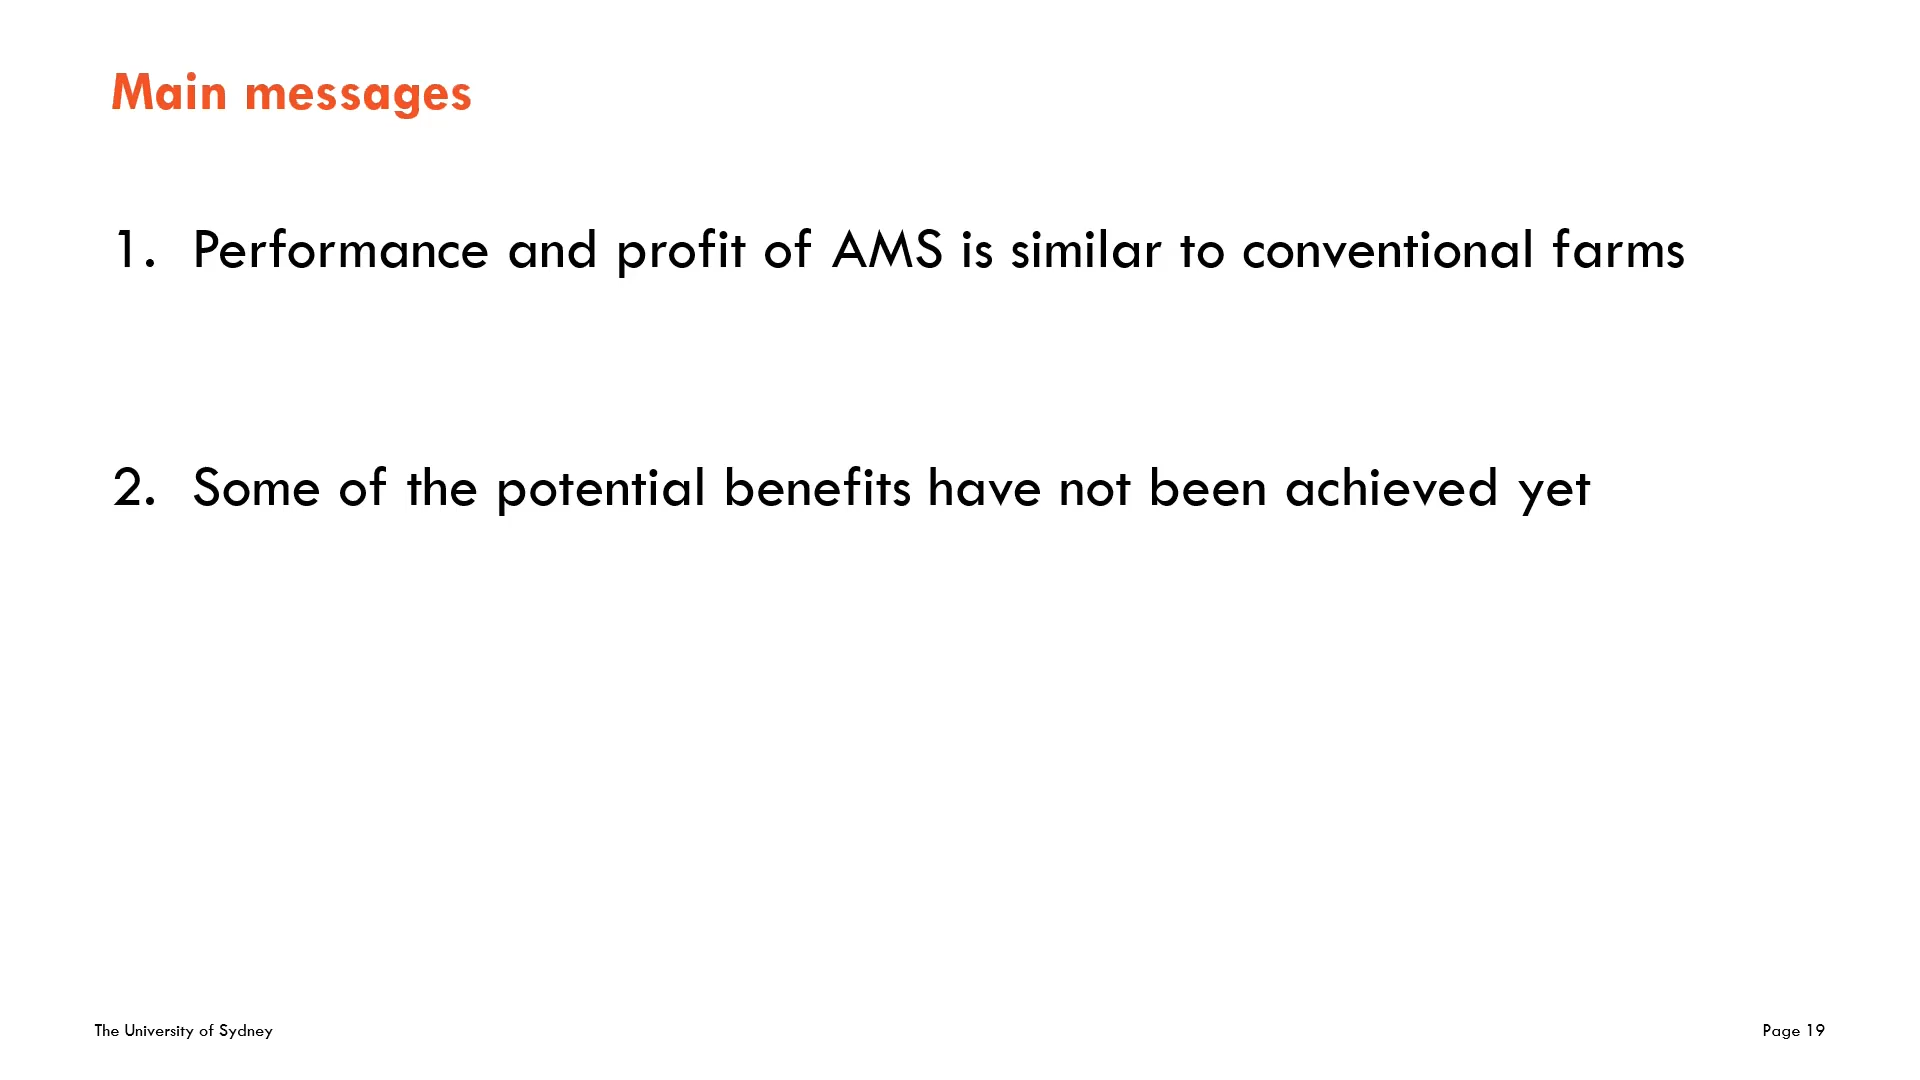 Main messages
1. Performance and profit of AMS is similar to conventional farms
2. Some of the potential benefits have not been achieved yet
The University of Sydney
Page 19